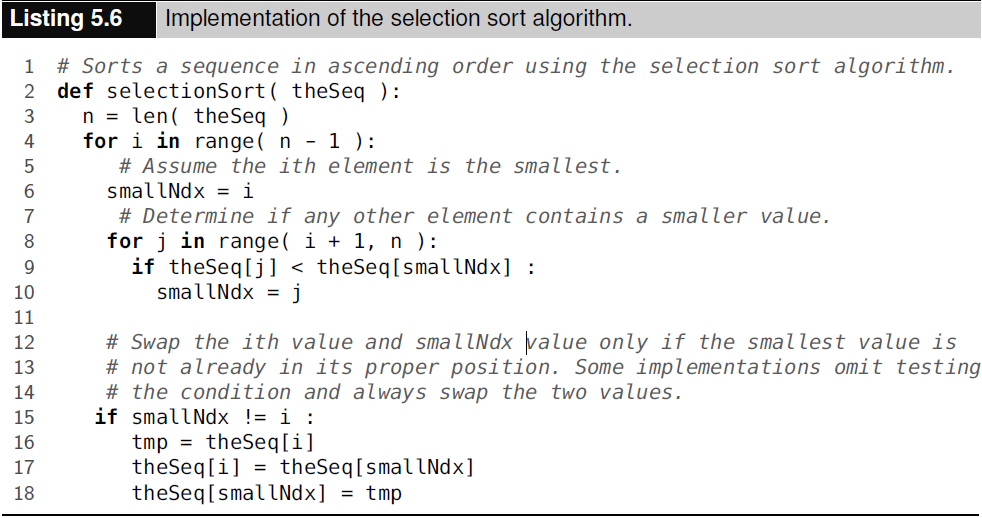 Listing 5.6 Implementation of the selection sort algorithm.
1 # Sorts a sequence in ascending order using the selection sort algorithm.
2 def selectionSort( theSeq ):
3 n = len( theSeq )
4 for i in range( n - 1 ):
5 # Assume the ith element is the smallest.
6 smallNdx = i
7 # Determine if any other element contains a smaller value.
8 for j in range( i + 1, n ):
9 if theSeq[j] < theSeq[smallNdx] :
10 smallNdx = j
11
12 # Swap the ith value and smallNdx value only if the smallest value is
13 # not already in its proper position. Some implementations omit testing
14 # the condition and always swap the two values.
15 if smallNdx != i :
16 tmp = theSeq[i]
17 theSeq[i] = theSeq[smallNdx]
18 theSeq[smallNdx] = tmp